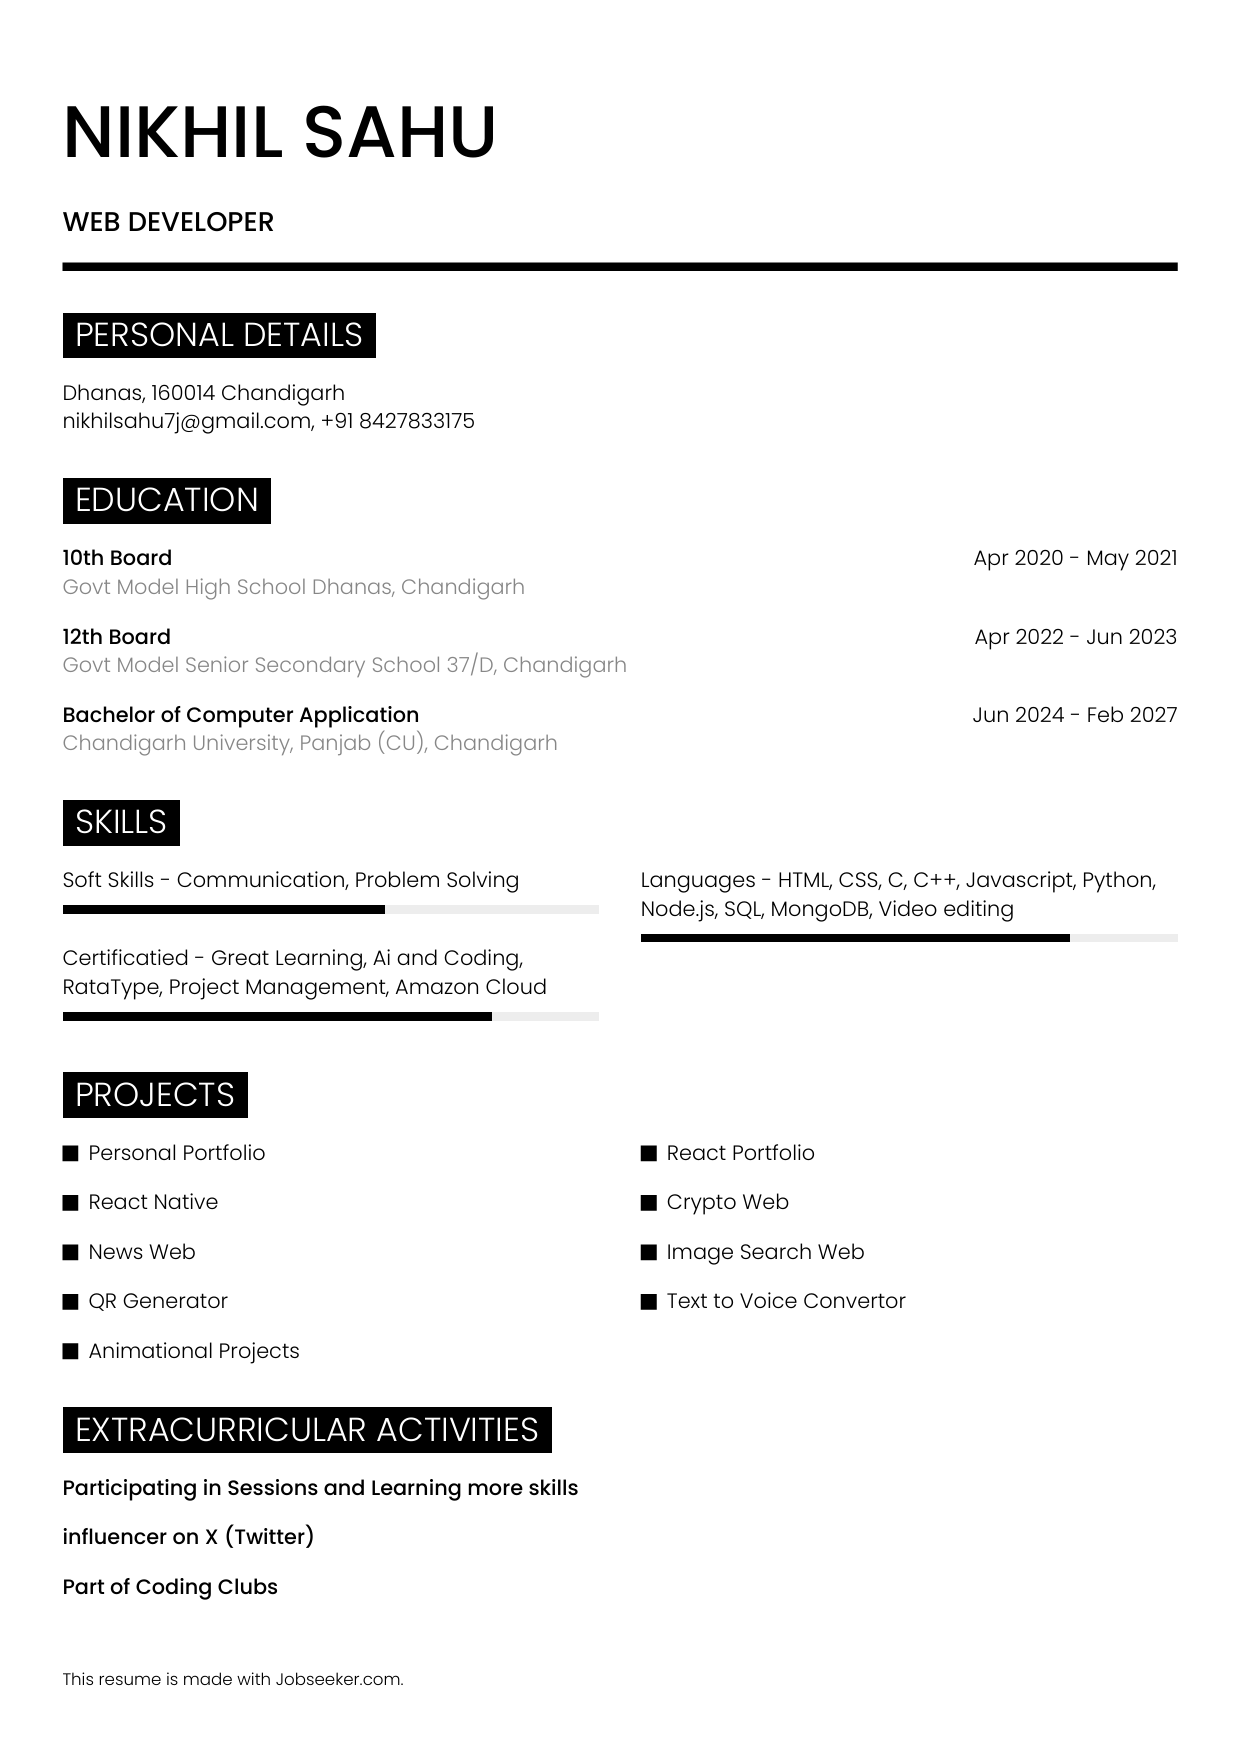 NIKHIL SAHU
WEB DEVELOPER
PERSONAL DETAILS
Dhanas, 160014 Chandigarh
nikhilsahu7j@gmail.com, +91 8427833175
EDUCATION
10th Board Apr 2020 - May 2021
Govt Model High School Dhanas, Chandigarh
12th Board Apr 2022 - Jun 2023
Govt Model Senior Secondary School 37/D, Chandigarh
Bachelor of Computer Application Jun 2024 - Feb 2027
Chandigarh University, Panjab (CU), Chandigarh
SKILLS
Soft Skills - Communication, Problem Solving
Languages - HTML, CSS, C, C++, Javascript, Python,
Node.js, SQL, MongoDB, Video editing
Certificatied - Great Learning, Ai and Coding,
RataType, Project Management, Amazon Cloud
PROJECTS
Personal Portfolio
React Portfolio
React Native
Crypto Web
News Web
Image Search Web
QR Generator
Text to Voice Convertor
Animational Projects
EXTRACURRICULAR ACTIVITIES
Participating in Sessions and Learning more skills
influencer on X (Twitter)
Part of Coding Clubs
This resume is made with Jobseeker.com.